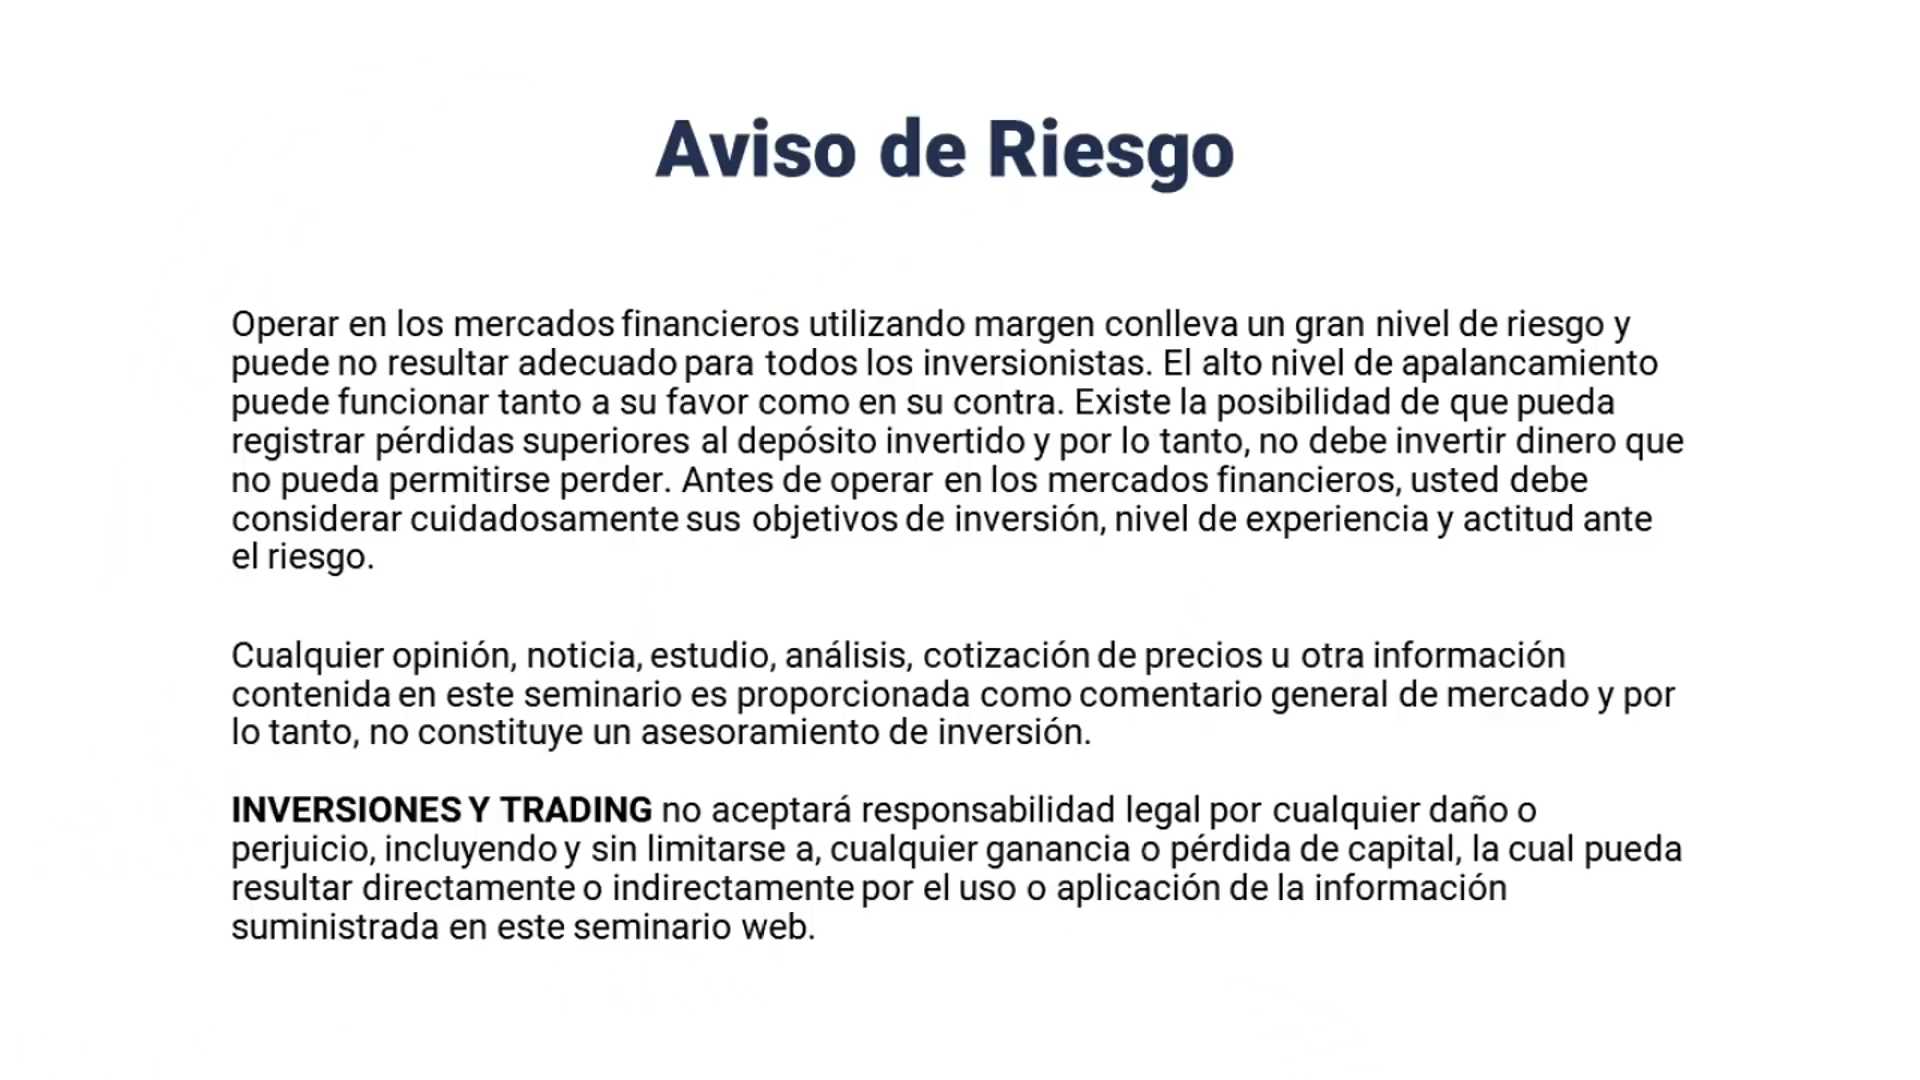 Aviso de Riesgo
Operar en los mercados financieros utilizando margen conlleva un gran nivel de riesgo y
puede no resultar adecuado para todos los inversionistas. El alto nivel de apalancamiento
puede funcionar tanto a su favor como en su contra. Existe la posibilidad de que pueda
registrar pérdidas superiores al depósito invertido y por lo tanto, no debe invertir dinero que
no pueda permitirse perder. Antes de operar en los mercados financieros, usted debe
considerar cuidadosamente sus objetivos de inversión, nivel de experiencia y actitud ante
el riesgo.
Cualquier opinión, noticia, estudio, análisis, cotización de precios u otra información
contenida en este seminario es proporcionada como comentario general de mercado y por
lo tanto, no constituye un asesoramiento de inversión.
INVERSIONES Y TRADING no aceptará responsabilidad legal por cualquier daño o
perjuicio, incluyendo y sin limitarse a, cualquier ganancia o pérdida de capital, la cual pueda
resultar directamente o indirectamente por el uso o aplicación de la información
suministrada en este seminario web.